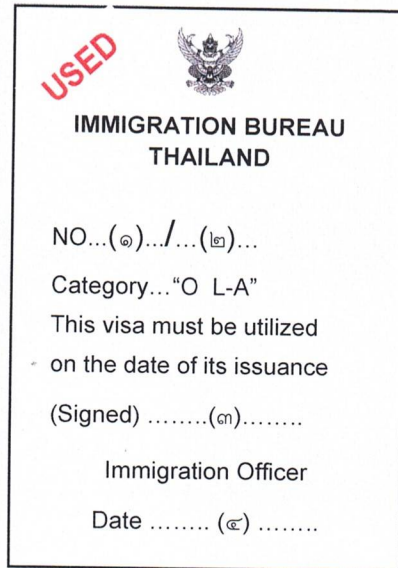 USED
IMMIGRATION BUREAU
THAILAND
NO...(๑).../...(๒)...
Category...“O L-A”
This visa must be utilized
on the date of its issuance
(Signed) ........(๓)........
Immigration Officer
Date ........ (๔) ........